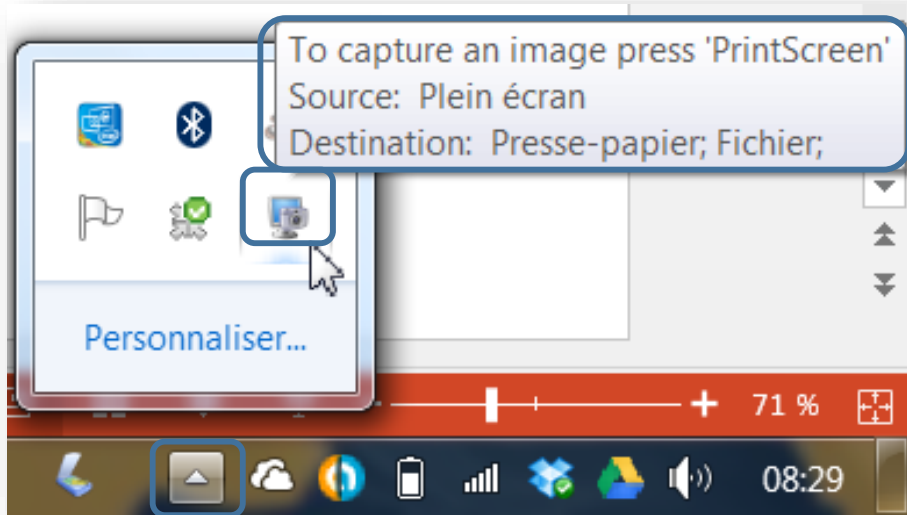 To capture an image press 'PrintScreen'
Source: Plein écran
Destination: Presse-papier; Fichier;
Personnaliser...
71 %
08:29